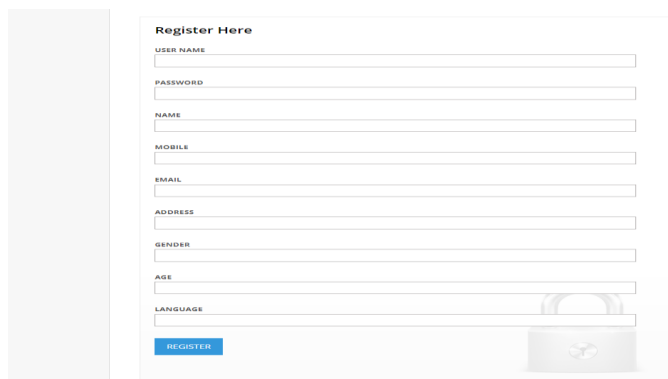 Register Here
USER NAME
PASSWORD
NAME
MOBILE
EMAIL
ADDRESS
GENDER
AGE
LANGUAGE
REGISTER